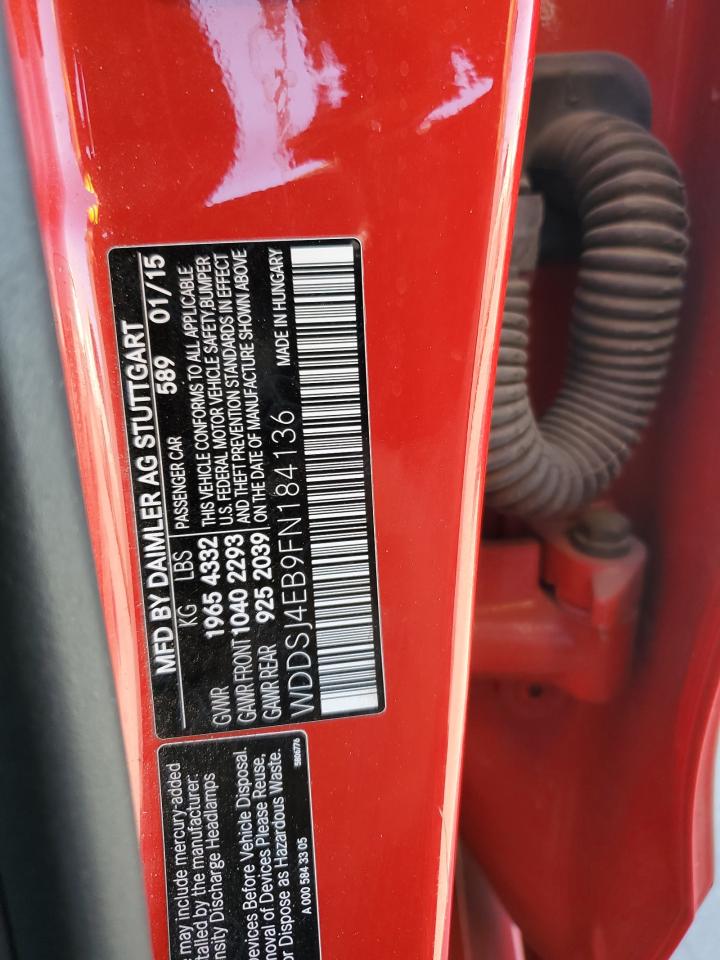 MFD BY DAIMLER AG STUTTGART
KG LBS PASSENGER CAR 589 01/15
GVWR 1965 4332 THIS VEHICLE CONFORMS TO ALL APPLICABLE
U.S. FEDERAL MOTOR VEHICLE SAFETY,BUMPER
GAWR FRONT 1040 2293 AND THEFT PREVENTION STANDARDS IN EFFECT
GAWR REAR 925 2039 ON THE DATE OF MANUFACTURE SHOWN ABOVE
WDDSJ4EB9FN184136 MADE IN HUNGARY
may include mercury-added
talled by the manufacturer:
nsity Discharge Headlamps
Devices Before Vehicle Disposal.
moval of Devices Please Reuse,
or Dispose as Hazardous Waste.
A 000 584 33 05 5806776